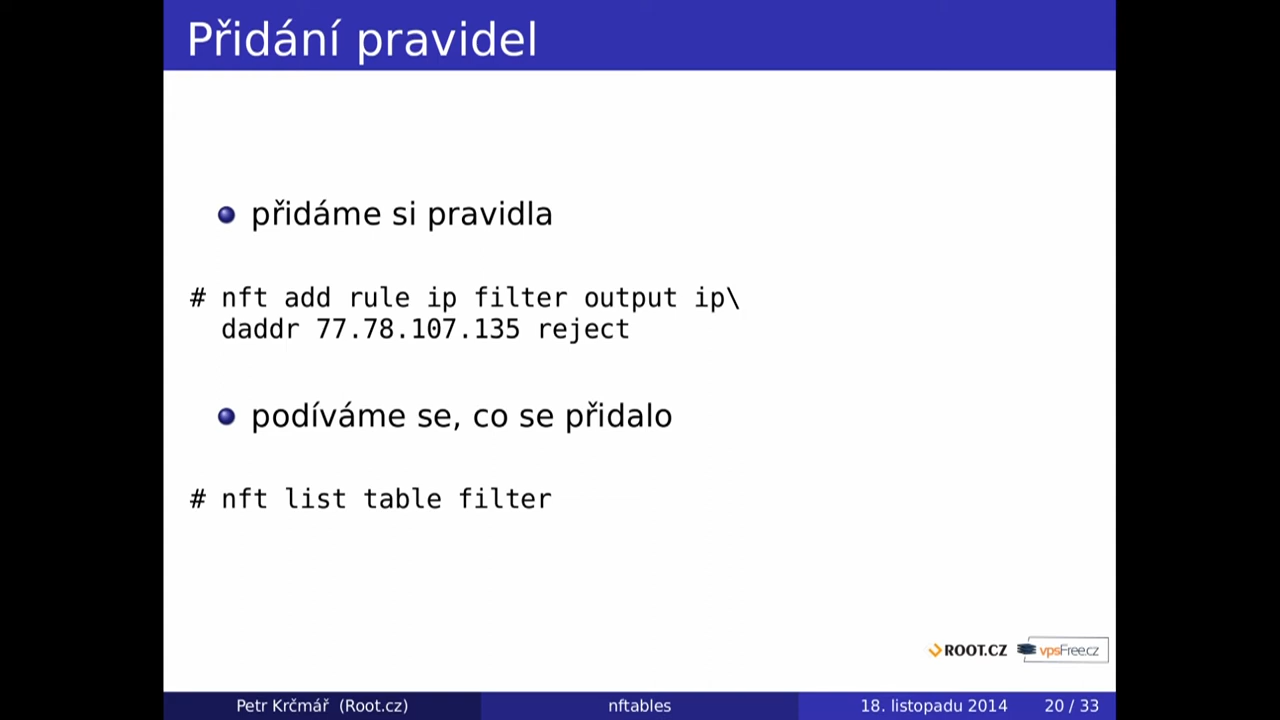 Přidání pravidel
přidáme si pravidla
# nft add rule ip filter output ip\
daddr 77.78.107.135 reject
podíváme se, co se přidalo
# nft list table filter
ROOT.CZ vpsFree.cz
Petr Krčmář (Root.cz) nftables 18. listopadu 2014 20 / 33